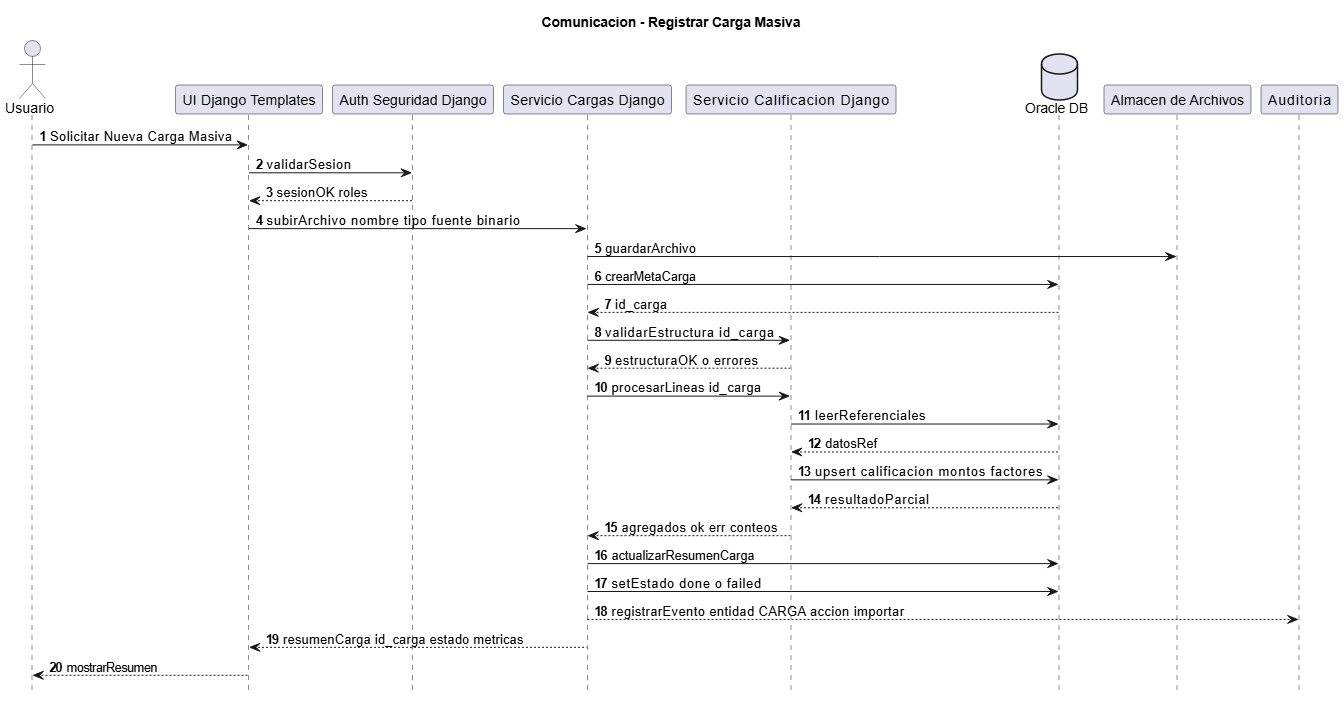 Comunicacion - Registrar Carga Masiva
Usuario
UI Django Templates
Auth Seguridad Django
Servicio Cargas Django
Servicio Calificacion Django
Oracle DB
Almacen de Archivos
Auditoria
1 Solicitar Nueva Carga Masiva
2 validarSesion
3 sesionOK roles
4 subirArchivo nombre tipo fuente binario
5 guardarArchivo
6 crearMetaCarga
7 id_carga
8 validarEstructura id_carga
9 estructuraOK o errores
10 procesarLineas id_carga
11 leerReferenciales
12 datosRef
13 upsert calificacion montos factores
14 resultadoParcial
15 agregados ok err conteos
16 actualizarResumenCarga
17 setEstado done o failed
18 registrarEvento entidad CARGA accion importar
19 resumenCarga id_carga estado metricas
20 mostrarResumen